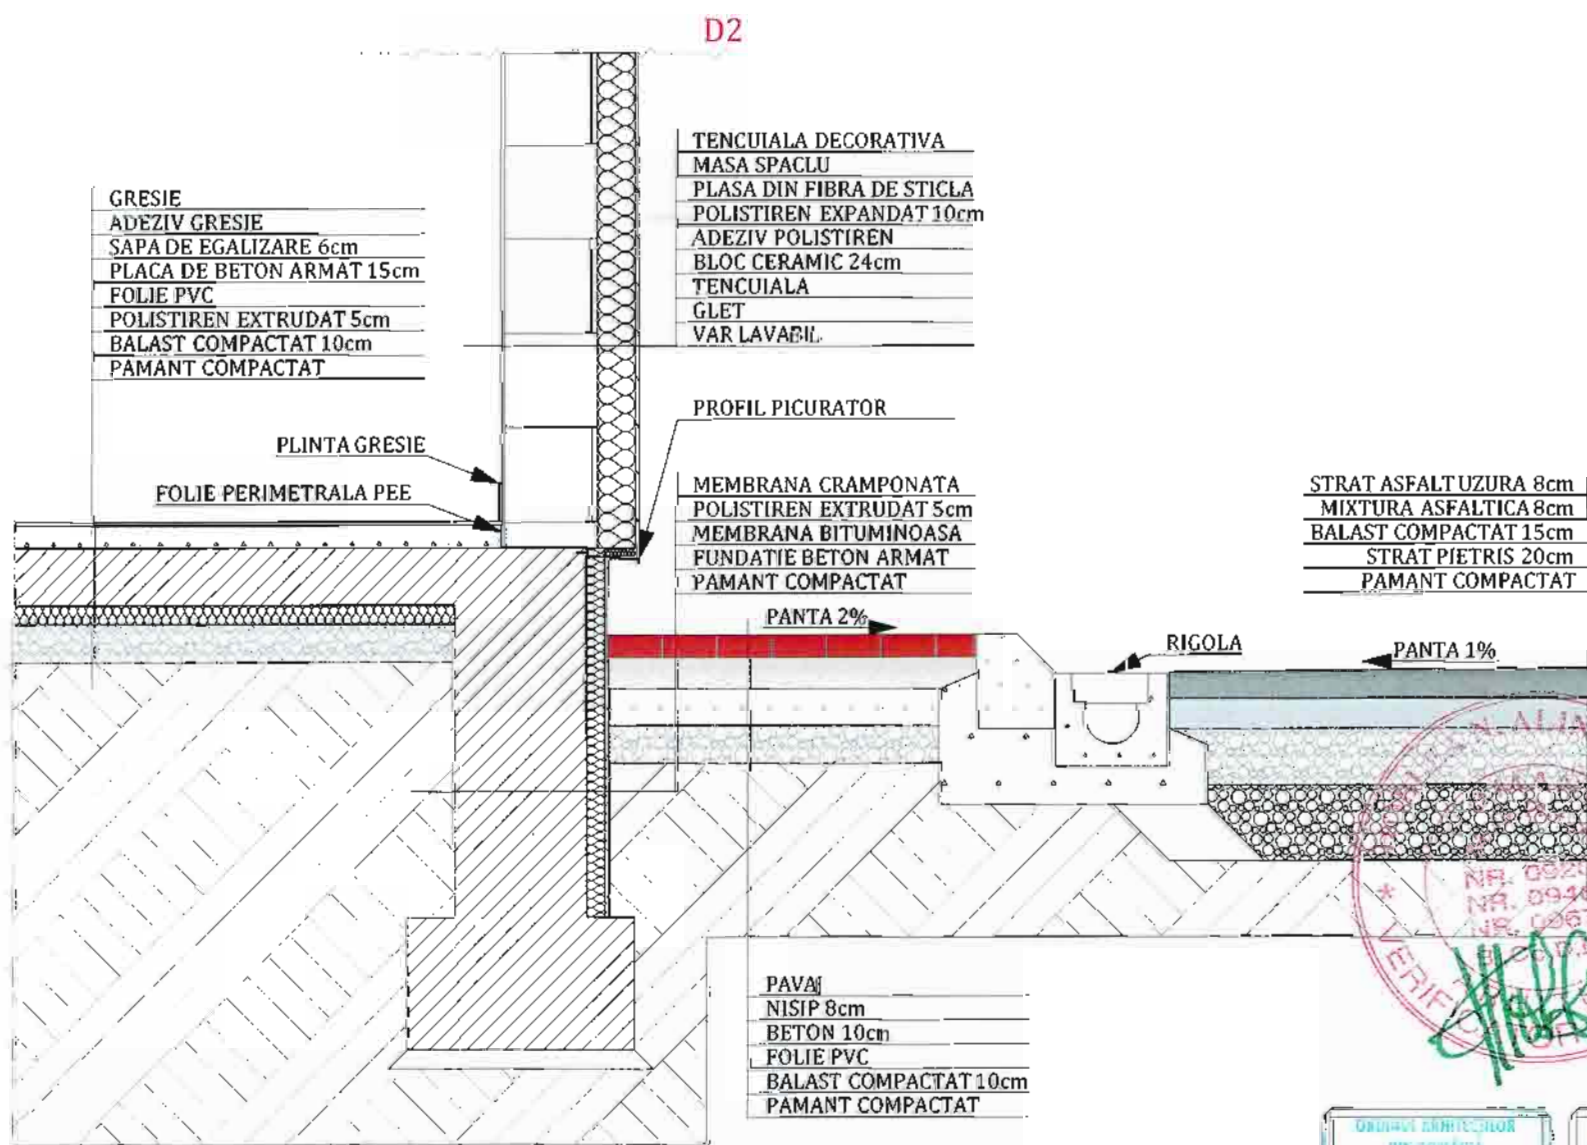 D2
GRESIE
ADEZIV GRESIE
SAPA DE EGALIZARE 6cm
PLACA DE BETON ARMAT 15cm
FOLIE PVC
POLISTIREN EXTRUDAT 5cm
BALAST COMPACTAT 10cm
PAMANT COMPACTAT
TENCUIALA DECORATIVA
MASA SPACLU
PLASA DIN FIBRA DE STICLA
POLISTIREN EXPANDAT 10cm
ADEZIV POLISTIREN
BLOC CERAMIC 24cm
TENCUIALA
GLET
VAR LAVABIL
PROFIL PICURATOR
PLINTA GRESIE
FOLIE PERIMETRALA PEE
MEMBRANA CRAMPONATA
POLISTIREN EXTRUDAT 5cm
MEMBRANA BITUMINOASA
FUNDATIE BETON ARMAT
PAMANT COMPACTAT
STRAT ASFALT UZURA 8cm
MIXTURA ASFALTICA 8cm
BALAST COMPACTAT 15cm
STRAT PIETRIS 20cm
PAMANT COMPACTAT
PANTA 2%
RIGOLA
PANTA 1%
PAVAJ
NISIP 8cm
BETON 10cm
FOLIE PVC
BALAST COMPACTAT 10cm
PAMANT COMPACTAT
NR.
NR.
NR.
ORDINUL ARHITECTILOR